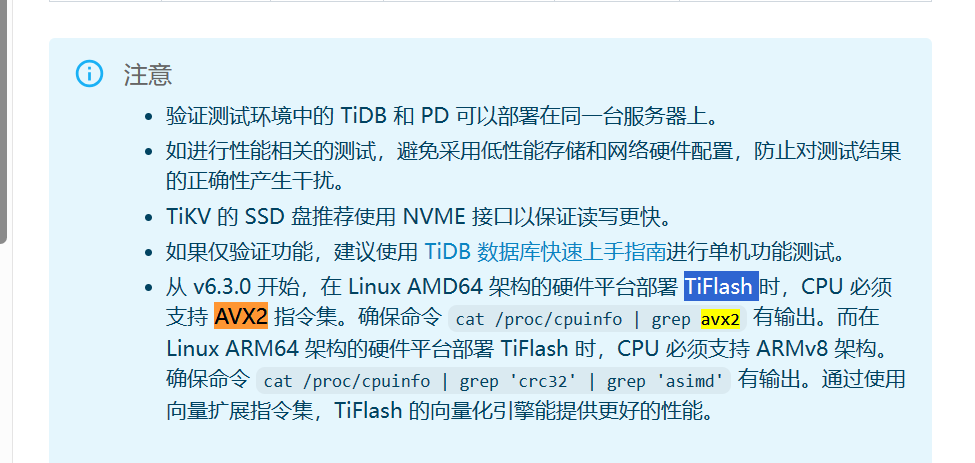 注意
验证测试环境中的 TiDB 和 PD 可以部署在同一台服务器上。
如进行性能相关的测试，避免采用低性能存储和网络硬件配置，防止对测试结果
的正确性产生干扰。
TiKV 的 SSD 盘推荐使用 NVME 接口以保证读写更快。
如果仅验证功能，建议使用 TiDB 数据库快速上手指南进行单机功能测试。
从 v6.3.0 开始，在 Linux AMD64 架构的硬件平台部署 TiFlash 时，CPU 必须
支持 AVX2 指令集。确保命令 cat /proc/cpuinfo | grep avx2 有输出。而在
Linux ARM64 架构的硬件平台部署 TiFlash 时，CPU 必须支持 ARMv8 架构。
确保命令 cat /proc/cpuinfo | grep 'crc32' | grep 'asimd' 有输出。通过使用
向量扩展指令集，TiFlash 的向量化引擎能提供更好的性能。